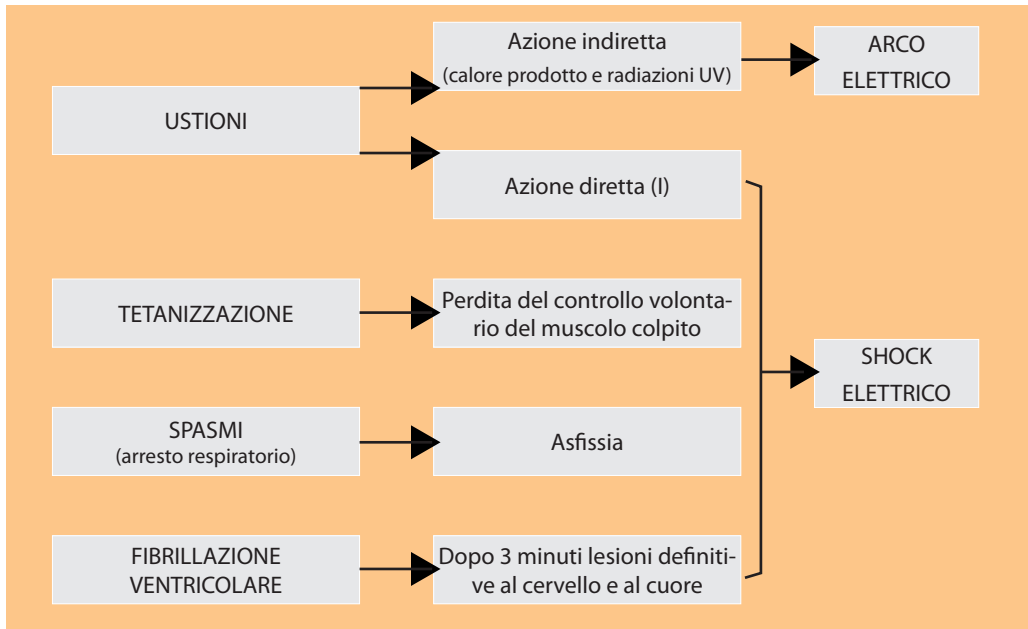 USTIONI
Azione indiretta
(calore prodotto e radiazioni UV)
ARCO
ELETTRICO
Azione diretta (I)
TETANIZZAZIONE
Perdita del controllo volonta-
rio del muscolo colpito
SHOCK
ELETTRICO
SPASMI
(arresto respiratorio)
Asfissia
FIBRILLAZIONE
VENTRICOLARE
Dopo 3 minuti lesioni definiti-
ve al cervello e al cuore